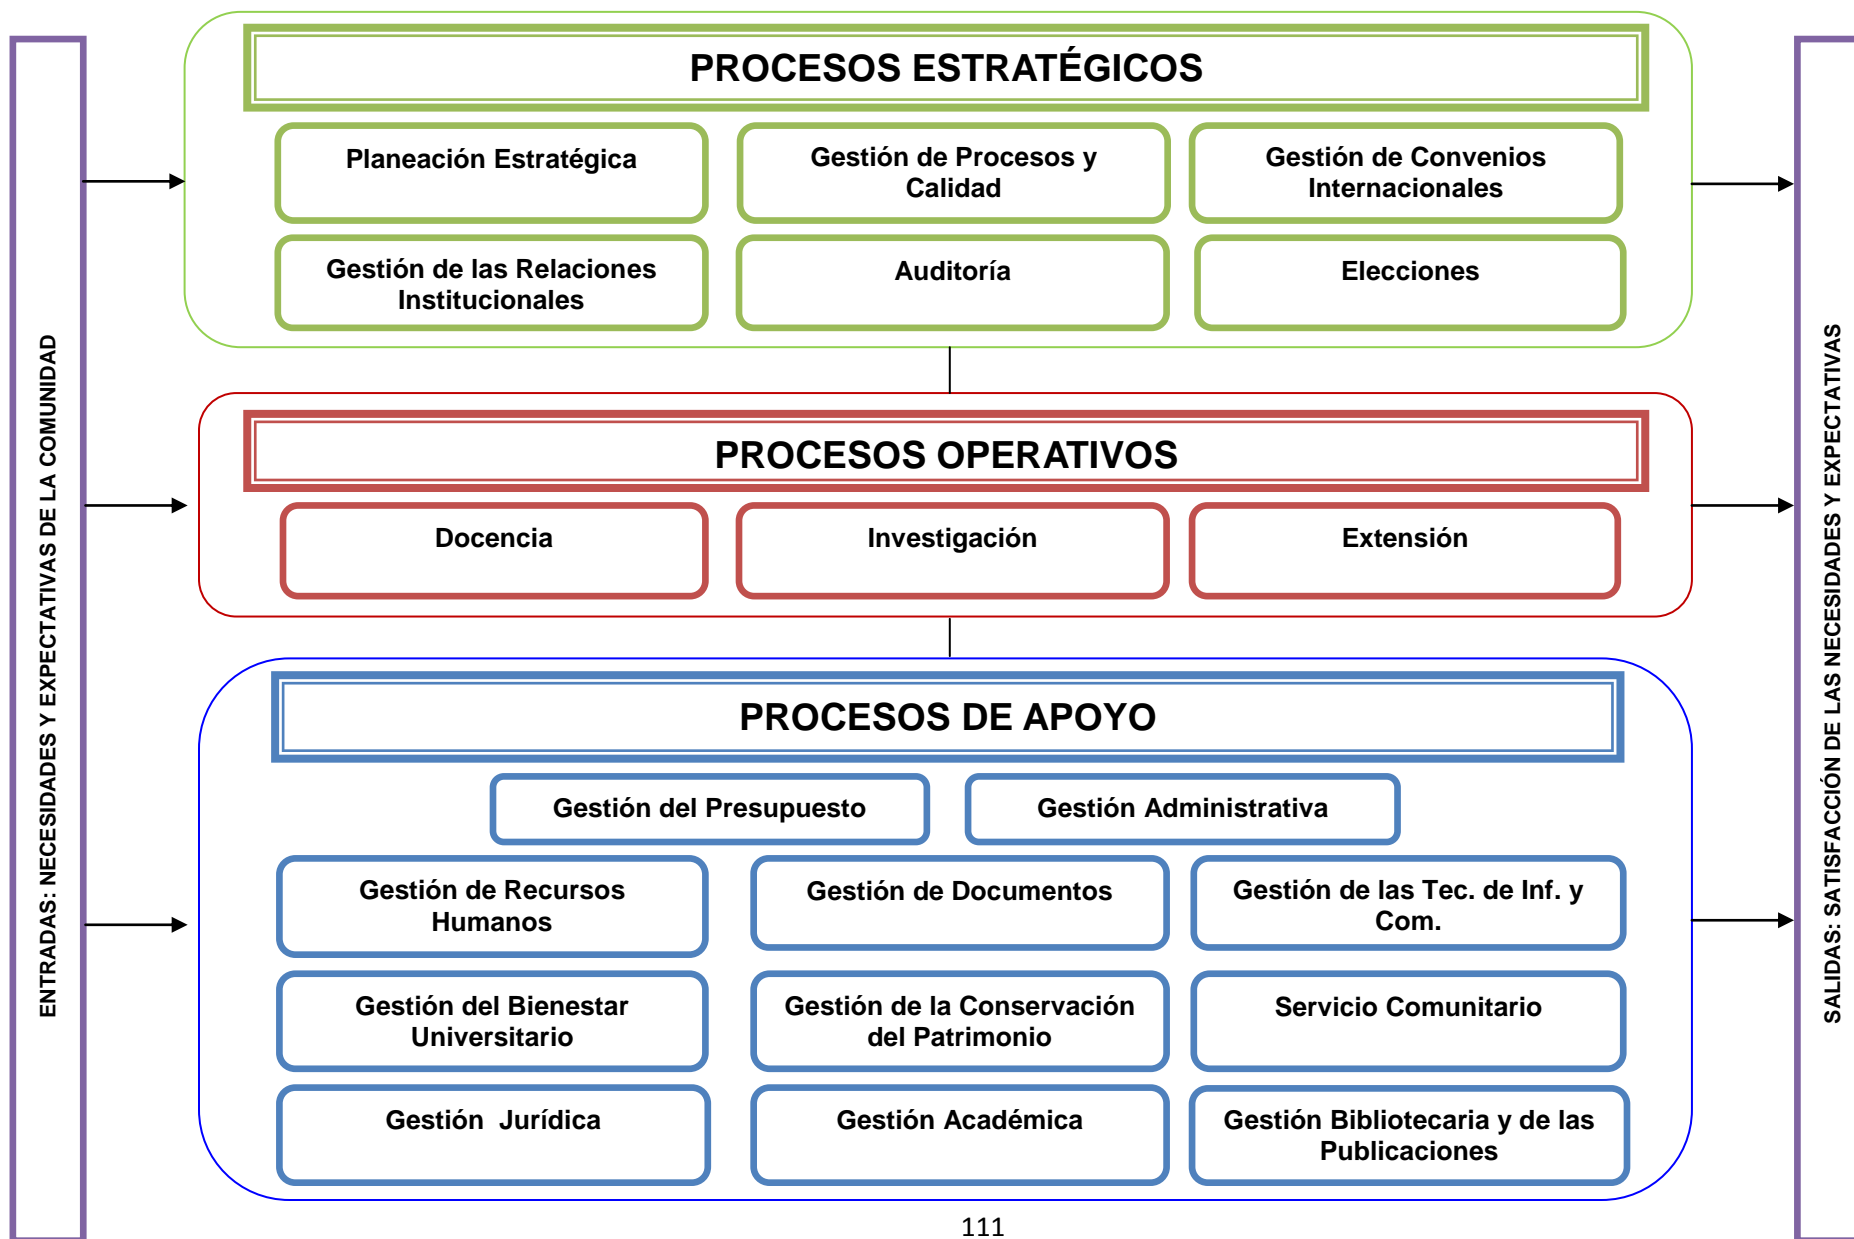 ENTRADAS: NECESIDADES Y EXPECTATIVAS DE LA COMUNIDAD
PROCESOS ESTRATÉGICOS
Planeación Estratégica
Gestión de Procesos y
Calidad
Gestión de Convenios
Internacionales
Gestión de las Relaciones
Institucionales
Auditoría
Elecciones
PROCESOS OPERATIVOS
Docencia
Investigación
Extensión
PROCESOS DE APOYO
Gestión del Presupuesto
Gestión Administrativa
Gestión de Recursos
Humanos
Gestión de Documentos
Gestión de las Tec. de Inf. y
Com.
Gestión del Bienestar
Universitario
Gestión de la Conservación
del Patrimonio
Servicio Comunitario
Gestión  Jurídica
Gestión Académica
Gestión Bibliotecaria y de las
Publicaciones
SALIDAS: SATISFACCIÓN DE LAS NECESIDADES Y EXPECTATIVAS
111